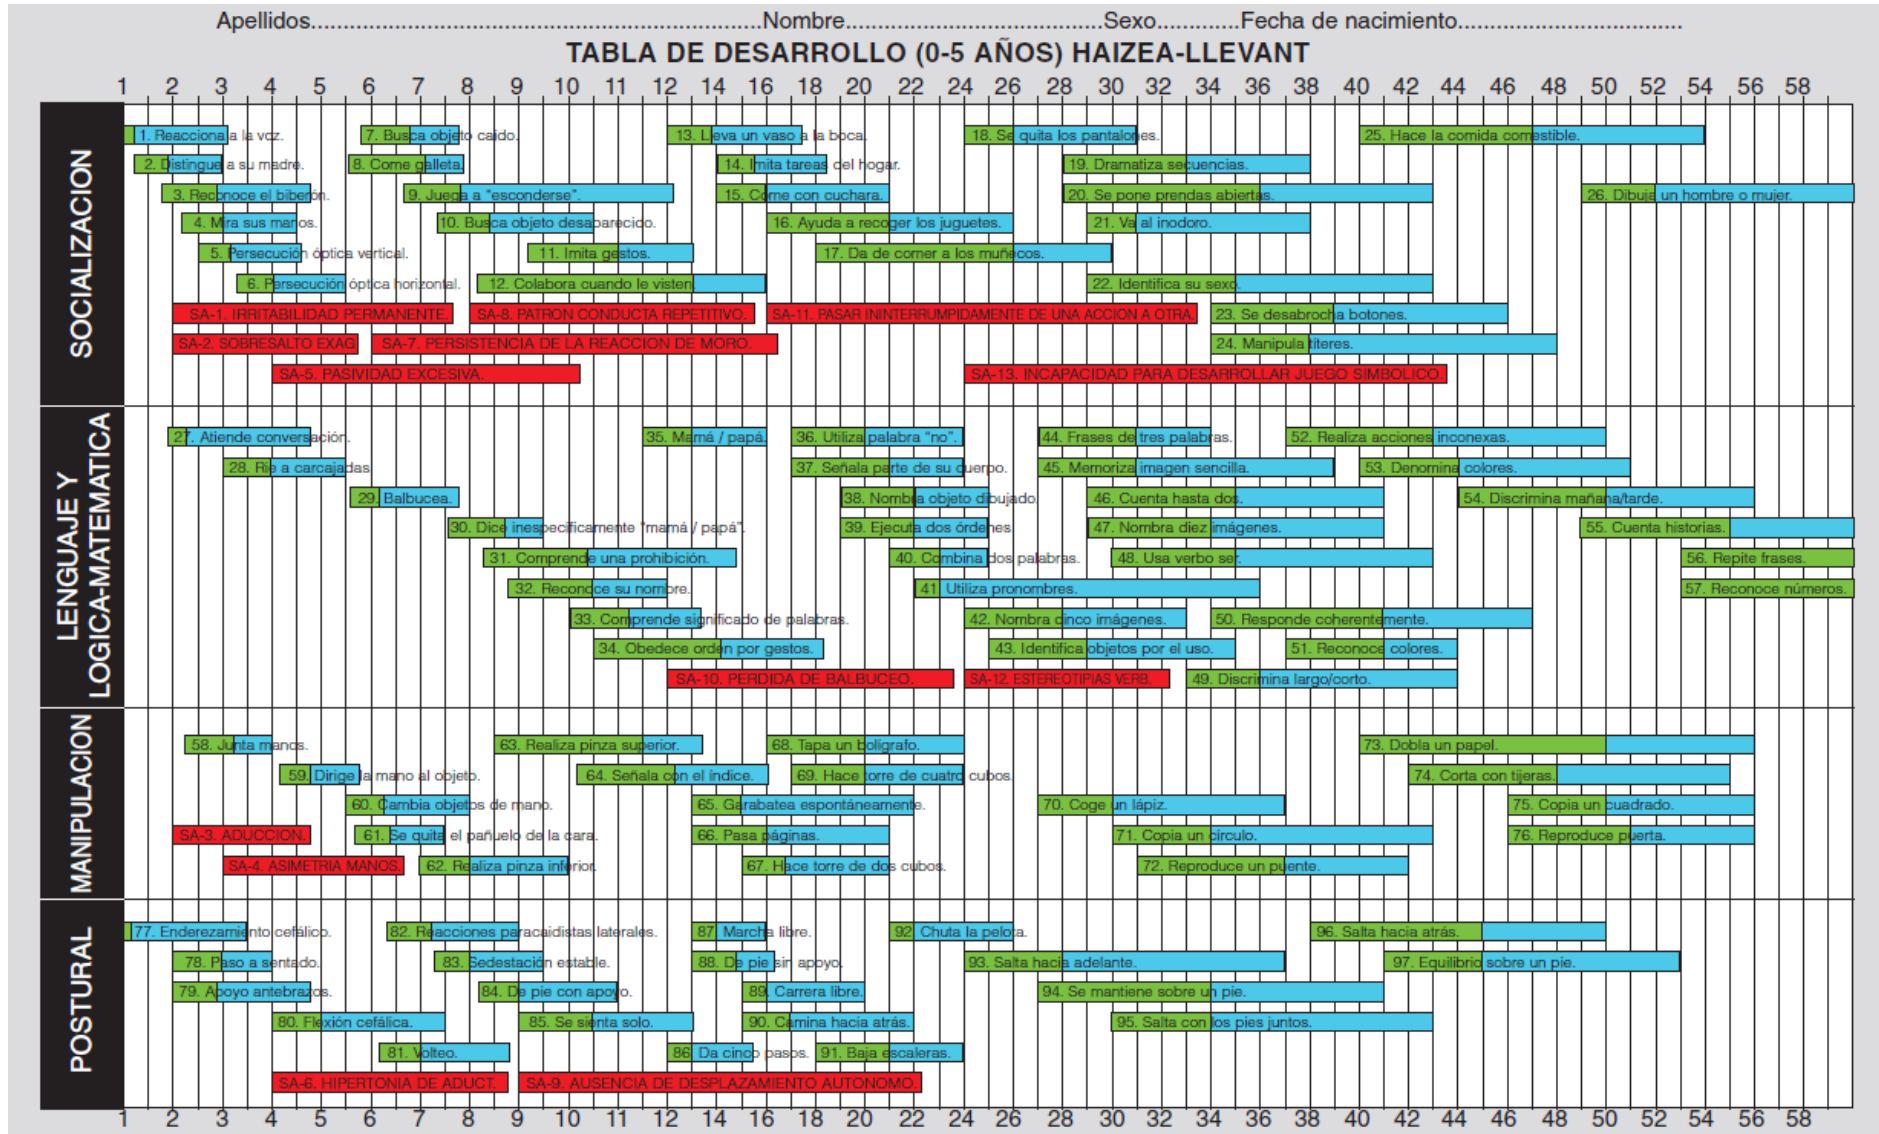 Apellidos.....................................................................Nombre.......................................Sexo.............Fecha de nacimiento..................................
TABLA DE DESARROLLO (0-5 AÑOS) HAIZEA-LLEVANT
1 2 3 4 5 6 7 8 9 10 12 14 16 18 20 22 24 26 28 30 32 34 36 38 40 42 44 46 48 50 52 54 56 58
SOCIALIZACION
1. Reacciona a la voz. 7. Busca objeto caído. 13. Lleva un vaso a la boca. 18. Se quita los pantalones. 25. Hace la comida comestible.
2. Distingue a su madre. 8. Come galleta. 14. Imita tareas del hogar. 19. Dramatiza secuencias.
3. Reconoce el biberón. 9. Juega a “esconderse”. 15. Come con cuchara. 20. Se pone prendas abiertas. 26. Dibuja un hombre o mujer.
4. Mira sus manos. 10. Busca objeto desaparecido. 16. Ayuda a recoger los juguetes. 21. Va al inodoro.
5. Persecución óptica vertical. 11. Imita gestos. 17. Da de comer a los muñecos.
6. Persecución óptica horizontal. 12. Colabora cuando le visten. 22. Identifica su sexo.
SA-1. IRRITABILIDAD PERMANENTE. SA-8. PATRON CONDUCTA REPETITIVO. SA-11. PASAR ININTERRUMPIDAMENTE DE UNA ACCION A OTRA. 23. Se desabrocha botones.
SA-2. SOBRESALTO EXAG SA-7. PERSISTENCIA DE LA REACCION DE MORO. 24. Manipula títeres.
SA-5. PASIVIDAD EXCESIVA. SA-13. INCAPACIDAD PARA DESARROLLAR JUEGO SIMBOLICO.
LENGUAJE Y
LOGICA-MATEMATICA
27. Atiende conversación. 35. Mamá / papá. 36. Utiliza palabra “no”. 44. Frases de tres palabras. 52. Realiza acciones inconexas.
28. Rie a carcajadas 37. Señala parte de su cuerpo. 45. Memoriza imagen sencilla. 53. Denomina colores.
29. Balbucea. 38. Nombra objeto dibujado. 46. Cuenta hasta dos. 54. Discrimina mañana/tarde.
30. Dice inespecíficamente “mamá / papá”. 39. Ejecuta dos órdenes. 47. Nombra diez imágenes. 55. Cuenta historias.
31. Comprende una prohibición. 40. Combina dos palabras. 48. Usa verbo ser. 56. Repite frases.
32. Reconoce su nombre. 41. Utiliza pronombres. 57. Reconoce números.
33. Comprende significado de palabras. 42. Nombra cinco imágenes. 50. Responde coherentemente.
34. Obedece orden por gestos. 43. Identifica objetos por el uso. 51. Reconoce colores.
SA-10. PERDIDA DE BALBUCEO. SA-12. ESTEREOTIPIAS VERB. 49. Discrimina largo/corto.
MANIPULACION
58. Junta manos. 63. Realiza pinza superior. 68. Tapa un bolígrafo. 73. Dobla un papel.
59. Dirige la mano al objeto. 64. Señala con el índice. 69. Hace torre de cuatro cubos. 74. Corta con tijeras.
60. Cambia objetos de mano. 65. Garabatea espontáneamente. 70. Coge un lápiz. 75. Copia un cuadrado.
SA-3. ADUCCION. 61. Se quita el pañuelo de la cara. 66. Pasa páginas. 71. Copia un círculo. 76. Reproduce puerta.
SA-4. ASIMETRIA MANOS. 62. Realiza pinza inferior. 67. Hace torre de dos cubos. 72. Reproduce un puente.
POSTURAL
77. Enderezamiento cefálico. 82. Reacciones paracaidistas laterales. 87. Marcha libre. 92. Chuta la pelota. 96. Salta hacia atrás.
78. Paso a sentado. 83. Sedestación estable. 88. De pie sin apoyo. 93. Salta hacia adelante. 97. Equilibrio sobre un pie.
79. Apoyo antebrazos. 84. De pie con apoyo. 89. Carrera libre. 94. Se mantiene sobre un pie.
80. Flexión cefálica. 85. Se sienta solo. 90. Camina hacia atrás. 95. Salta con los pies juntos.
81. Volteo. 86. Da cinco pasos. 91. Baja escaleras.
SA-6. HIPERTONIA DE ADUCT. SA-9. AUSENCIA DE DESPLAZAMIENTO AUTONOMO.
1 2 3 4 5 6 7 8 9 10 12 14 16 18 20 22 24 26 28 30 32 34 36 38 40 42 44 46 48 50 52 54 56 58